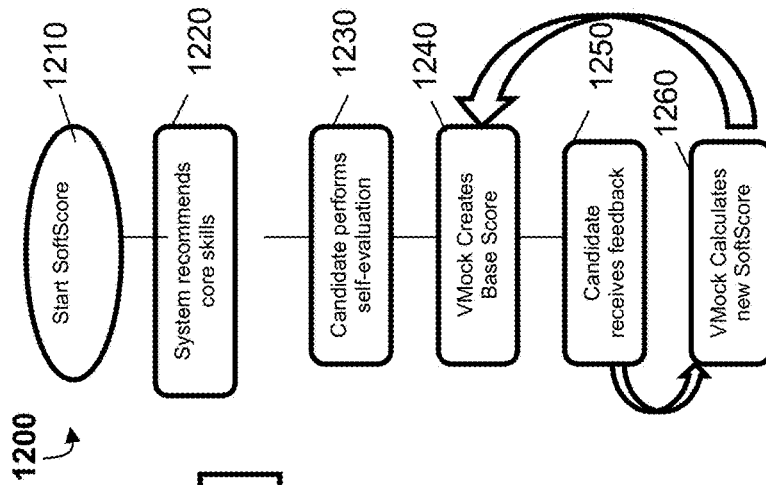 1200
Start SoftScore
1210
System recommends
core skills
1220
Candidate performs
self-evaluation
1230
VMock Creates
Base Score
1240
Candidate
receives feedback
1250
VMock Calculates
new SoftScore
1260